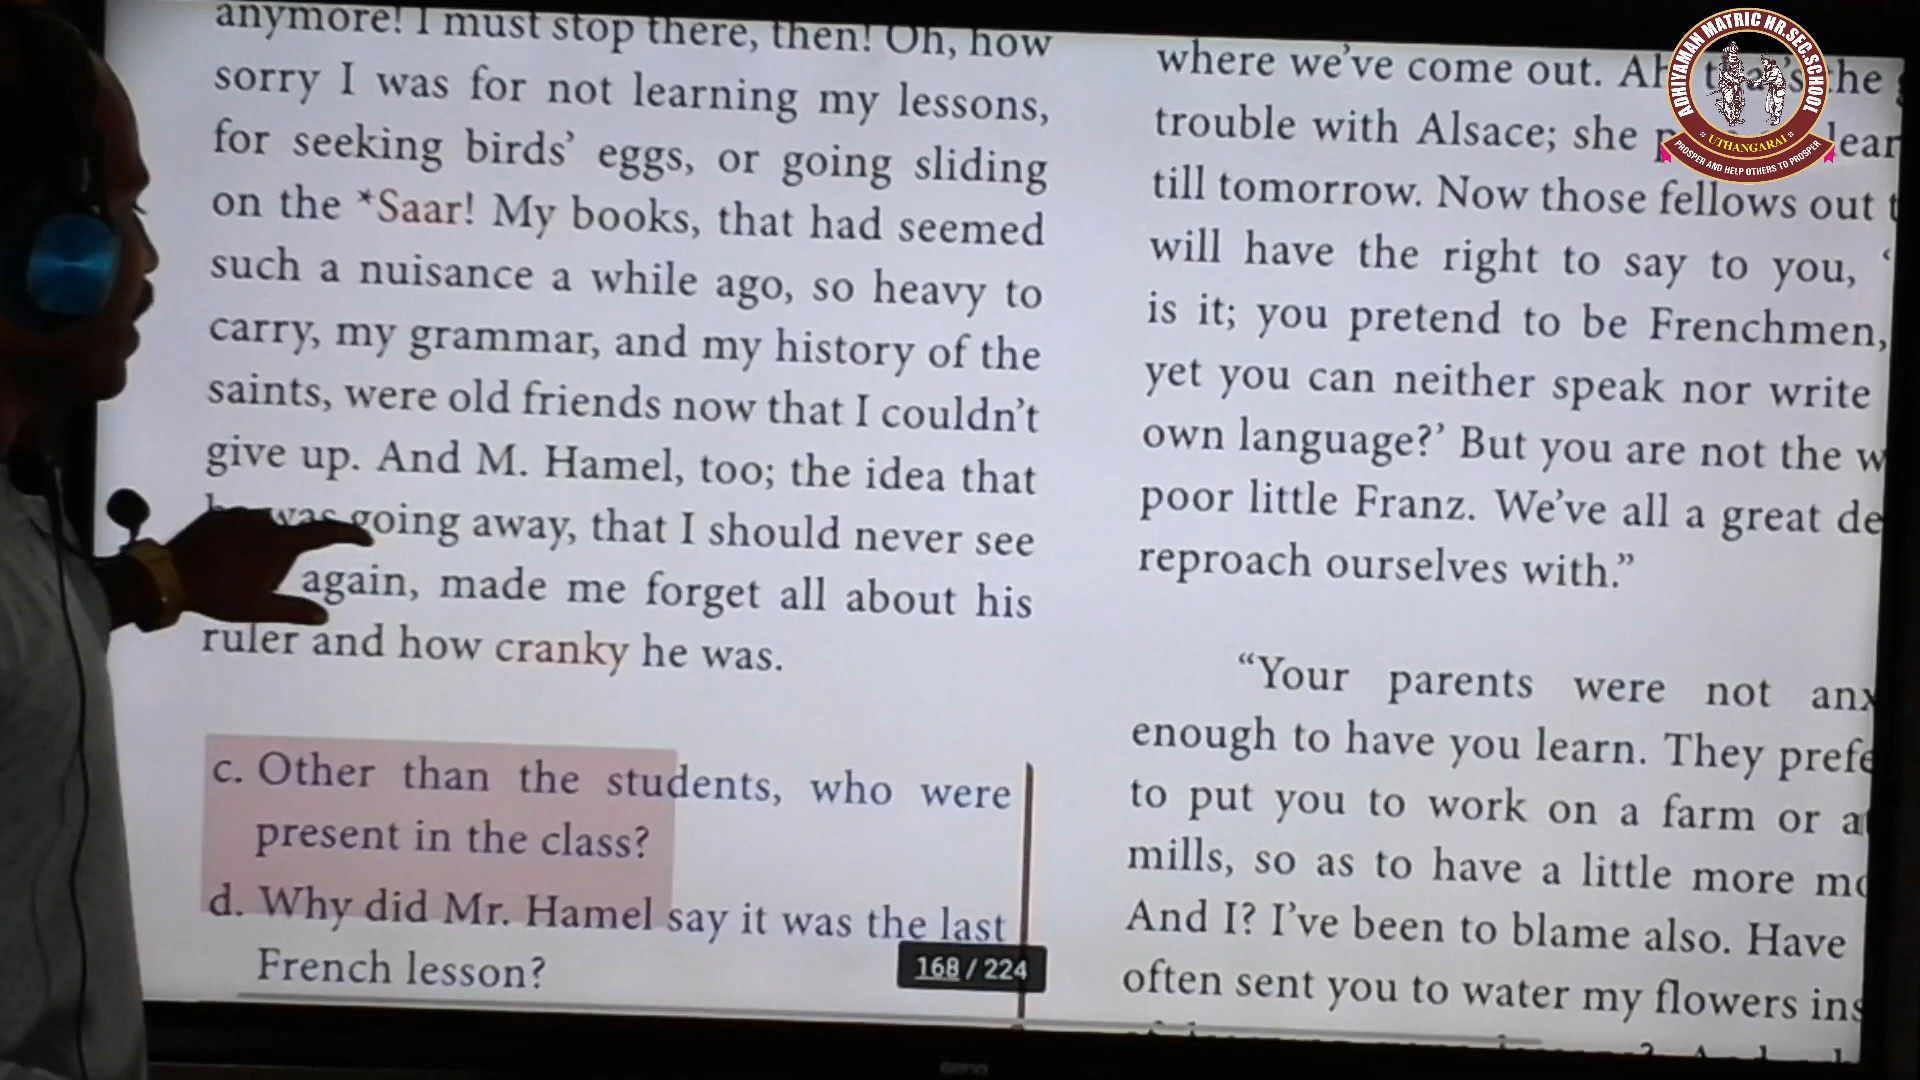 anymore! I must stop there, then! Oh, how
sorry I was for not learning my lessons,
for seeking birds’ eggs, or going sliding
on the *Saar! My books, that had seemed
such a nuisance a while ago, so heavy to
carry, my grammar, and my history of the
saints, were old friends now that I couldn’t
give up. And M. Hamel, too; the idea that
was going away, that I should never see
again, made me forget all about his
ruler and how cranky he was.
c. Other than the students, who were
present in the class?
d. Why did Mr. Hamel say it was the last
French lesson?
168 / 224
where we’ve come out. Ah the
trouble with Alsace; she
till tomorrow. Now those fellows out
will have the right to say to you, ‘
is it; you pretend to be Frenchmen,
yet you can neither speak nor write
own language?’ But you are not the
poor little Franz. We’ve all a great
reproach ourselves with.”
“Your parents were not
enough to have you learn. They
to put you to work on a farm or
mills, so as to have a little more
And I? I’ve been to blame also. Have
often sent you to water my flowers
ADHIYAMAN MATRIC HR.SEC.SCHOOL
UTHANGARAI
PROSPER AND HELP OTHERS TO PROSPER
BENQ